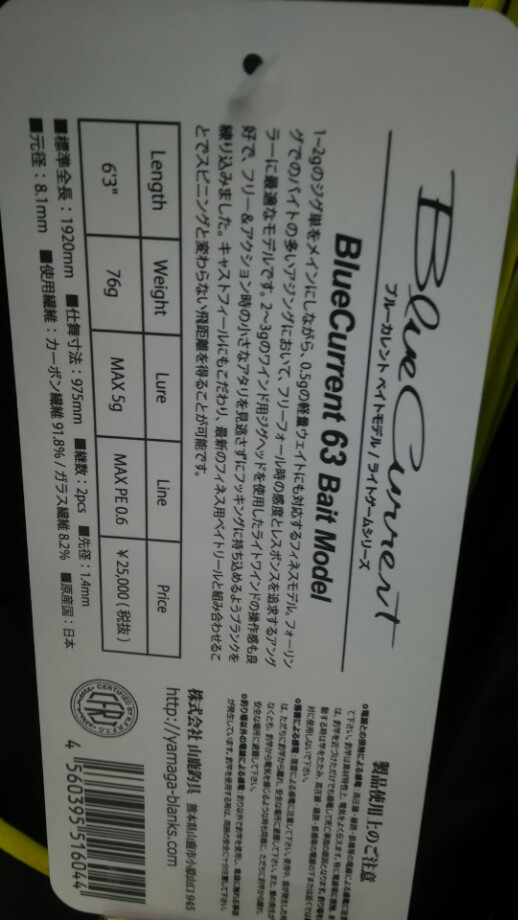 Blue Current
ブルーカレント ベイトモデル / ライトゲームシリーズ
BlueCurrent 63 Bait Model
1~2gのジグ単をメインにしながら、0.5gの軽量ウェイトにも対応するフィネスモデル。フォーリン
グでのバイトの多いアジングにおいて、フリーフォール時の感度とレスポンスを追求するアング
ラーに最適なモデルです。2~3gのワインド用ジグヘッドを使用したライトワインドの操作感も良
好で、フリー&アクション時の小さなアタリを見逃さずにフッキングに持ち込めるようブランクを
練り込みました。キャストフィールにもこだわり、最新のフィネス用ベイトリールと組み合わせるこ
とでスピニングと変わらない飛距離を得ることが可能です。
Length Weight Lure Line Price
6'3" 76g MAX 5g MAX PE 0.6 ¥25,000 (税抜)
■標準全長:1920mm ■仕舞寸法:975mm ■継数:2pcs ■先径:1.4mm
■元径:8.1mm ■使用繊維:カーボン繊維 91.8% / ガラス繊維 8.2% ■原産国:日本
製品使用上のご注意
株式会社 山鹿釣具 熊本県山鹿市
http://yamaga-blanks.com
4 560395 516044